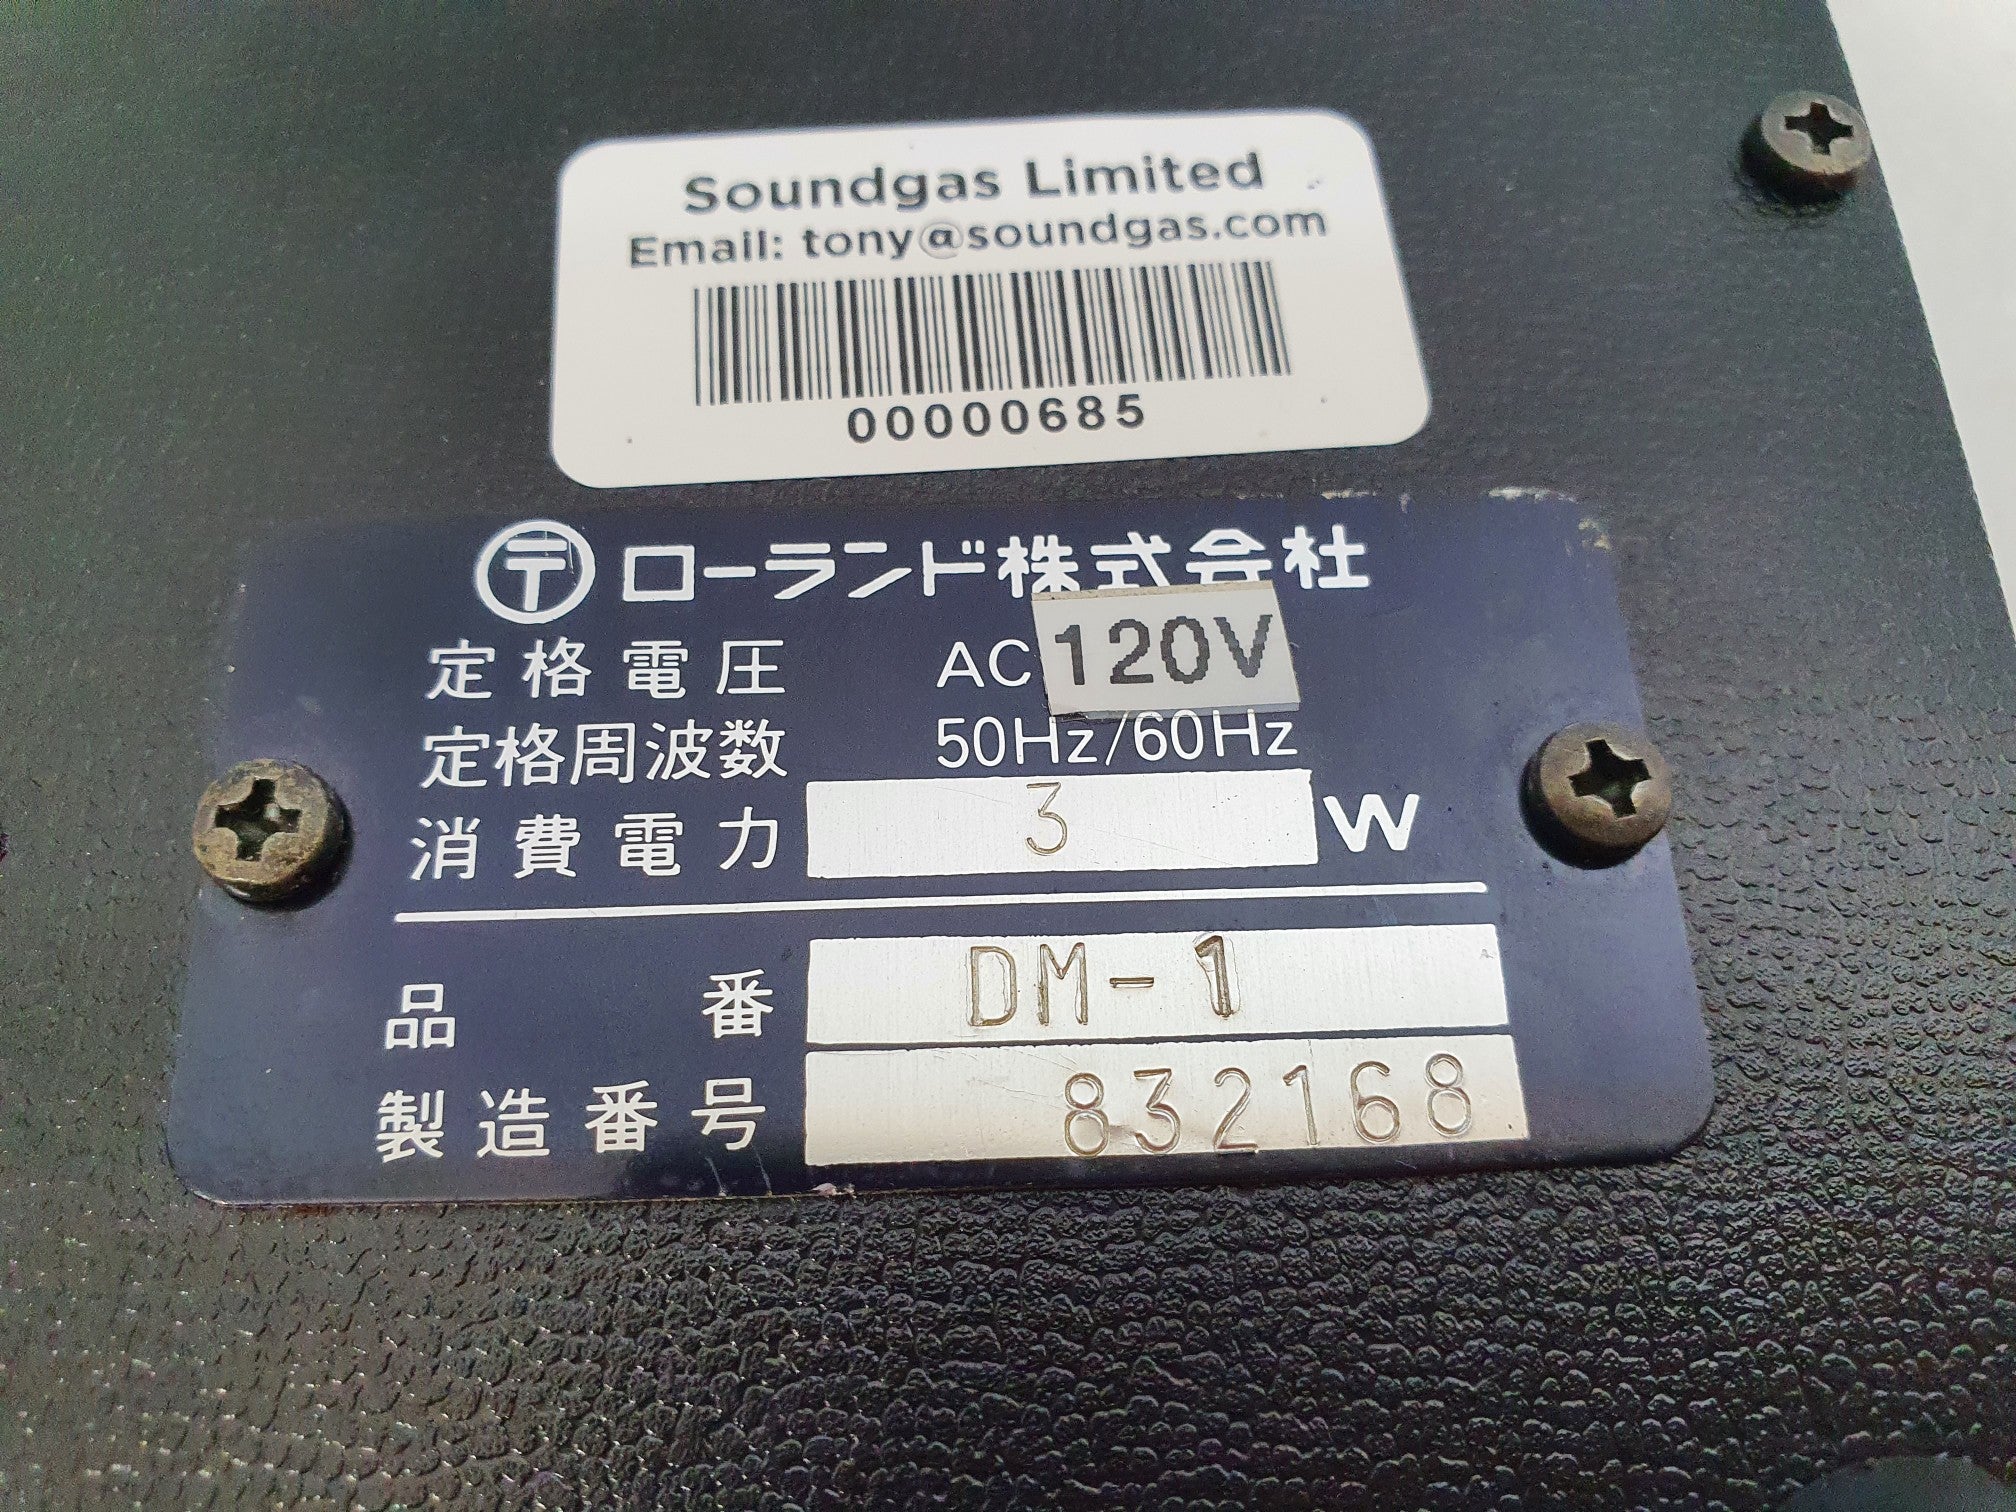 Soundgas Limited
Email: tony@soundgas.com
00000685
〒 ローランド株式会社
定格電圧 AC 120V
定格周波数 50Hz/60Hz
消費電力 3 W
品番 DM-1
製造番号 832168